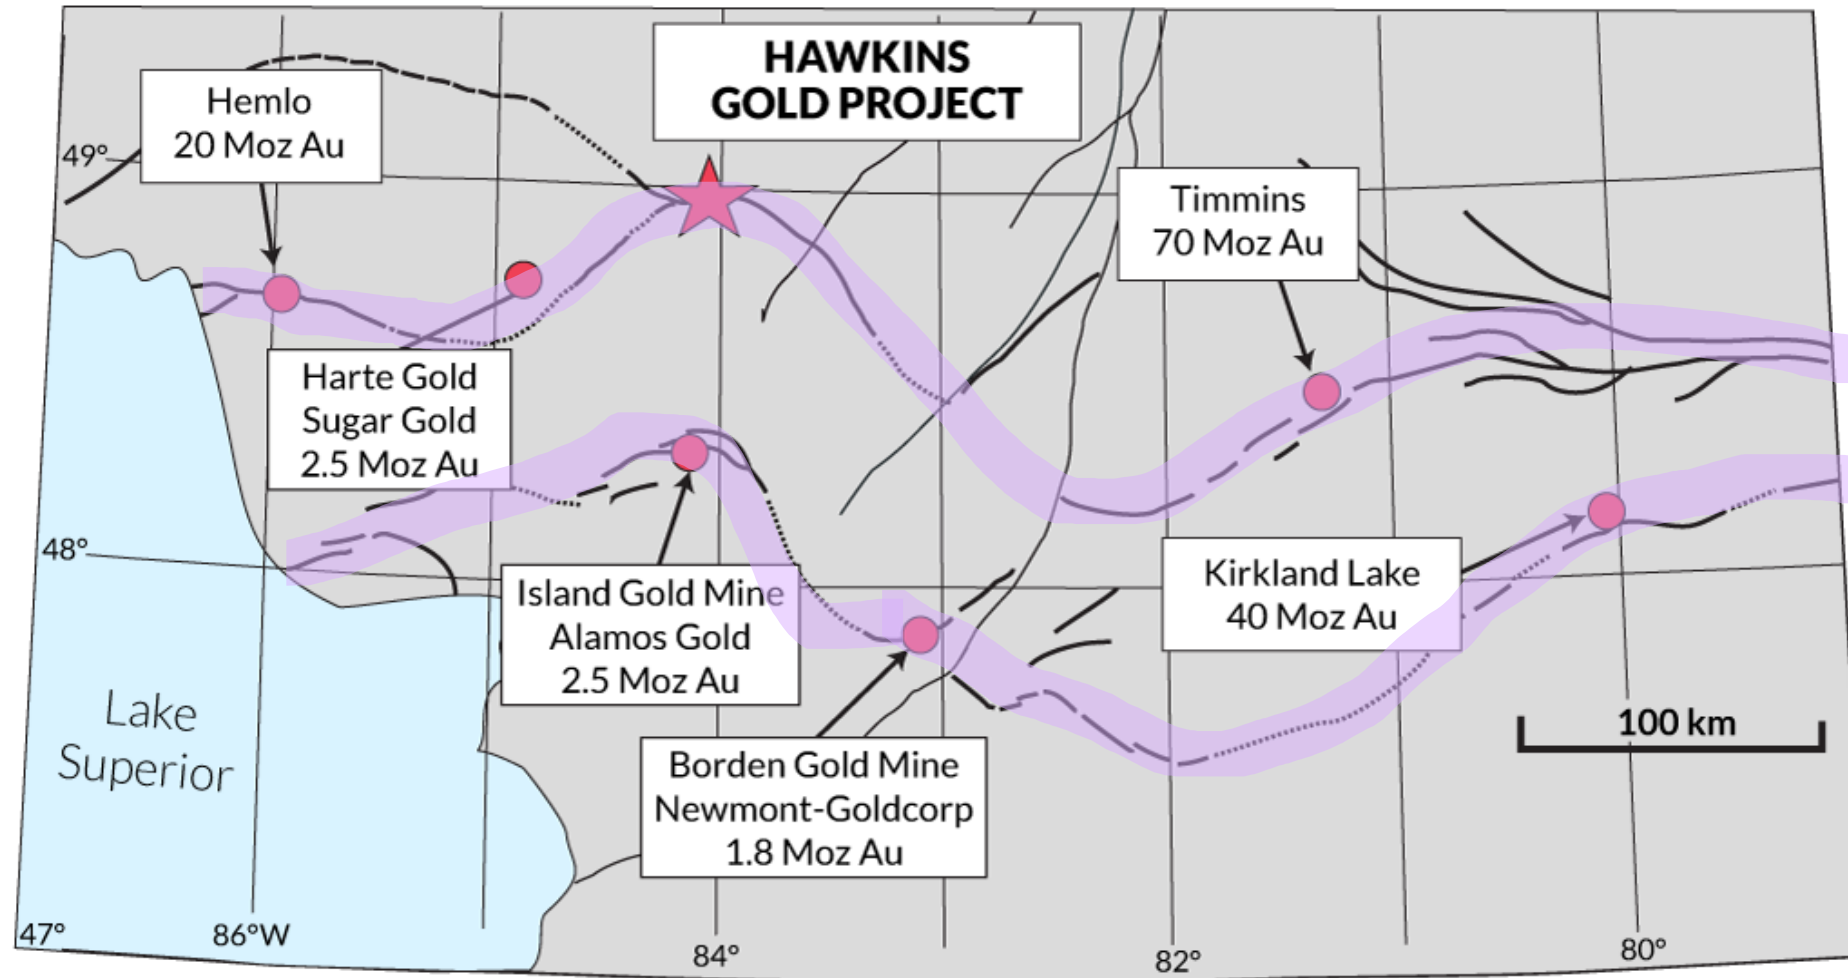 HAWKINS
GOLD PROJECT
Hemlo
20 Moz Au
49°
Timmins
70 Moz Au
Harte Gold
Sugar Gold
2.5 Moz Au
48°
Island Gold Mine
Alamos Gold
2.5 Moz Au
Kirkland Lake
40 Moz Au
Lake
Superior
100 km
Borden Gold Mine
Newmont-Goldcorp
1.8 Moz Au
47°
86°W
84°
82°
80°